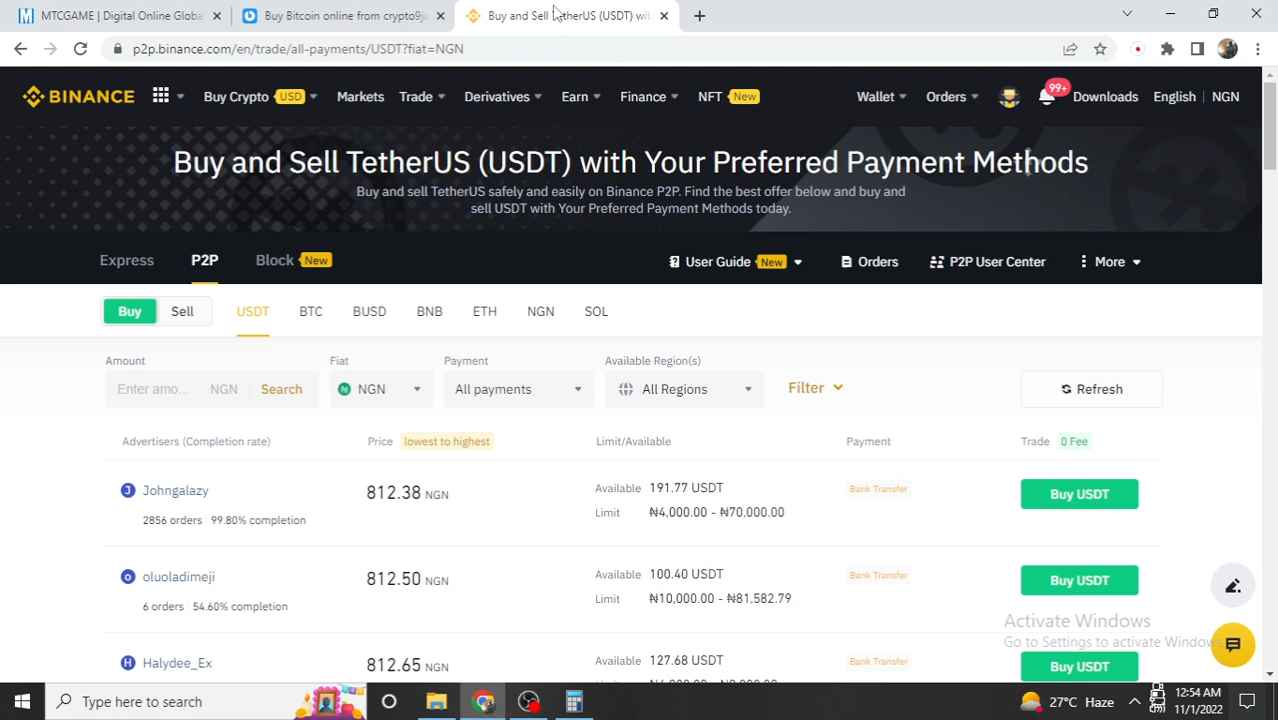 MTCGAME | Digital Online Global
Buy Bitcoin online from crypto9ja
Buy and Sell TetherUS (USDT) wit
p2p.binance.com/en/trade/all-payments/USDT?fiat=NGN
BINANCE Buy Crypto USD Markets Trade Derivatives Earn Finance NFT New Wallet Orders 99+ Downloads English | NGN
Buy and Sell TetherUS (USDT) with Your Preferred Payment Methods
Buy and sell TetherUS safely and easily on Binance P2P. Find the best offer below and buy and
sell USDT with Your Preferred Payment Methods today.
Express P2P Block New User Guide New Orders P2P User Center More
Buy Sell USDT BTC BUSD BNB ETH NGN SOL
Amount Fiat Payment Available Region(s)
Enter amo... NGN Search NGN All payments All Regions Filter Refresh
Advertisers (Completion rate) Price lowest to highest Limit/Available Payment Trade 0 Fee
J Johngalazy 812.38 NGN Available 191.77 USDT Bank Transfer Buy USDT
2856 orders 99.80% completion Limit ₦4,000.00 - ₦70,000.00
o oluoladimeji 812.50 NGN Available 100.40 USDT Bank Transfer Buy USDT
6 orders 54.60% completion Limit ₦10,000.00 - ₦81,582.79
H Halydee_Ex 812.65 NGN Available 127.68 USDT Bank Transfer Buy USDT
Activate Windows
Go to Settings to activate Windows.
Type here to search
27°C Haze
12:54 AM
11/1/2022